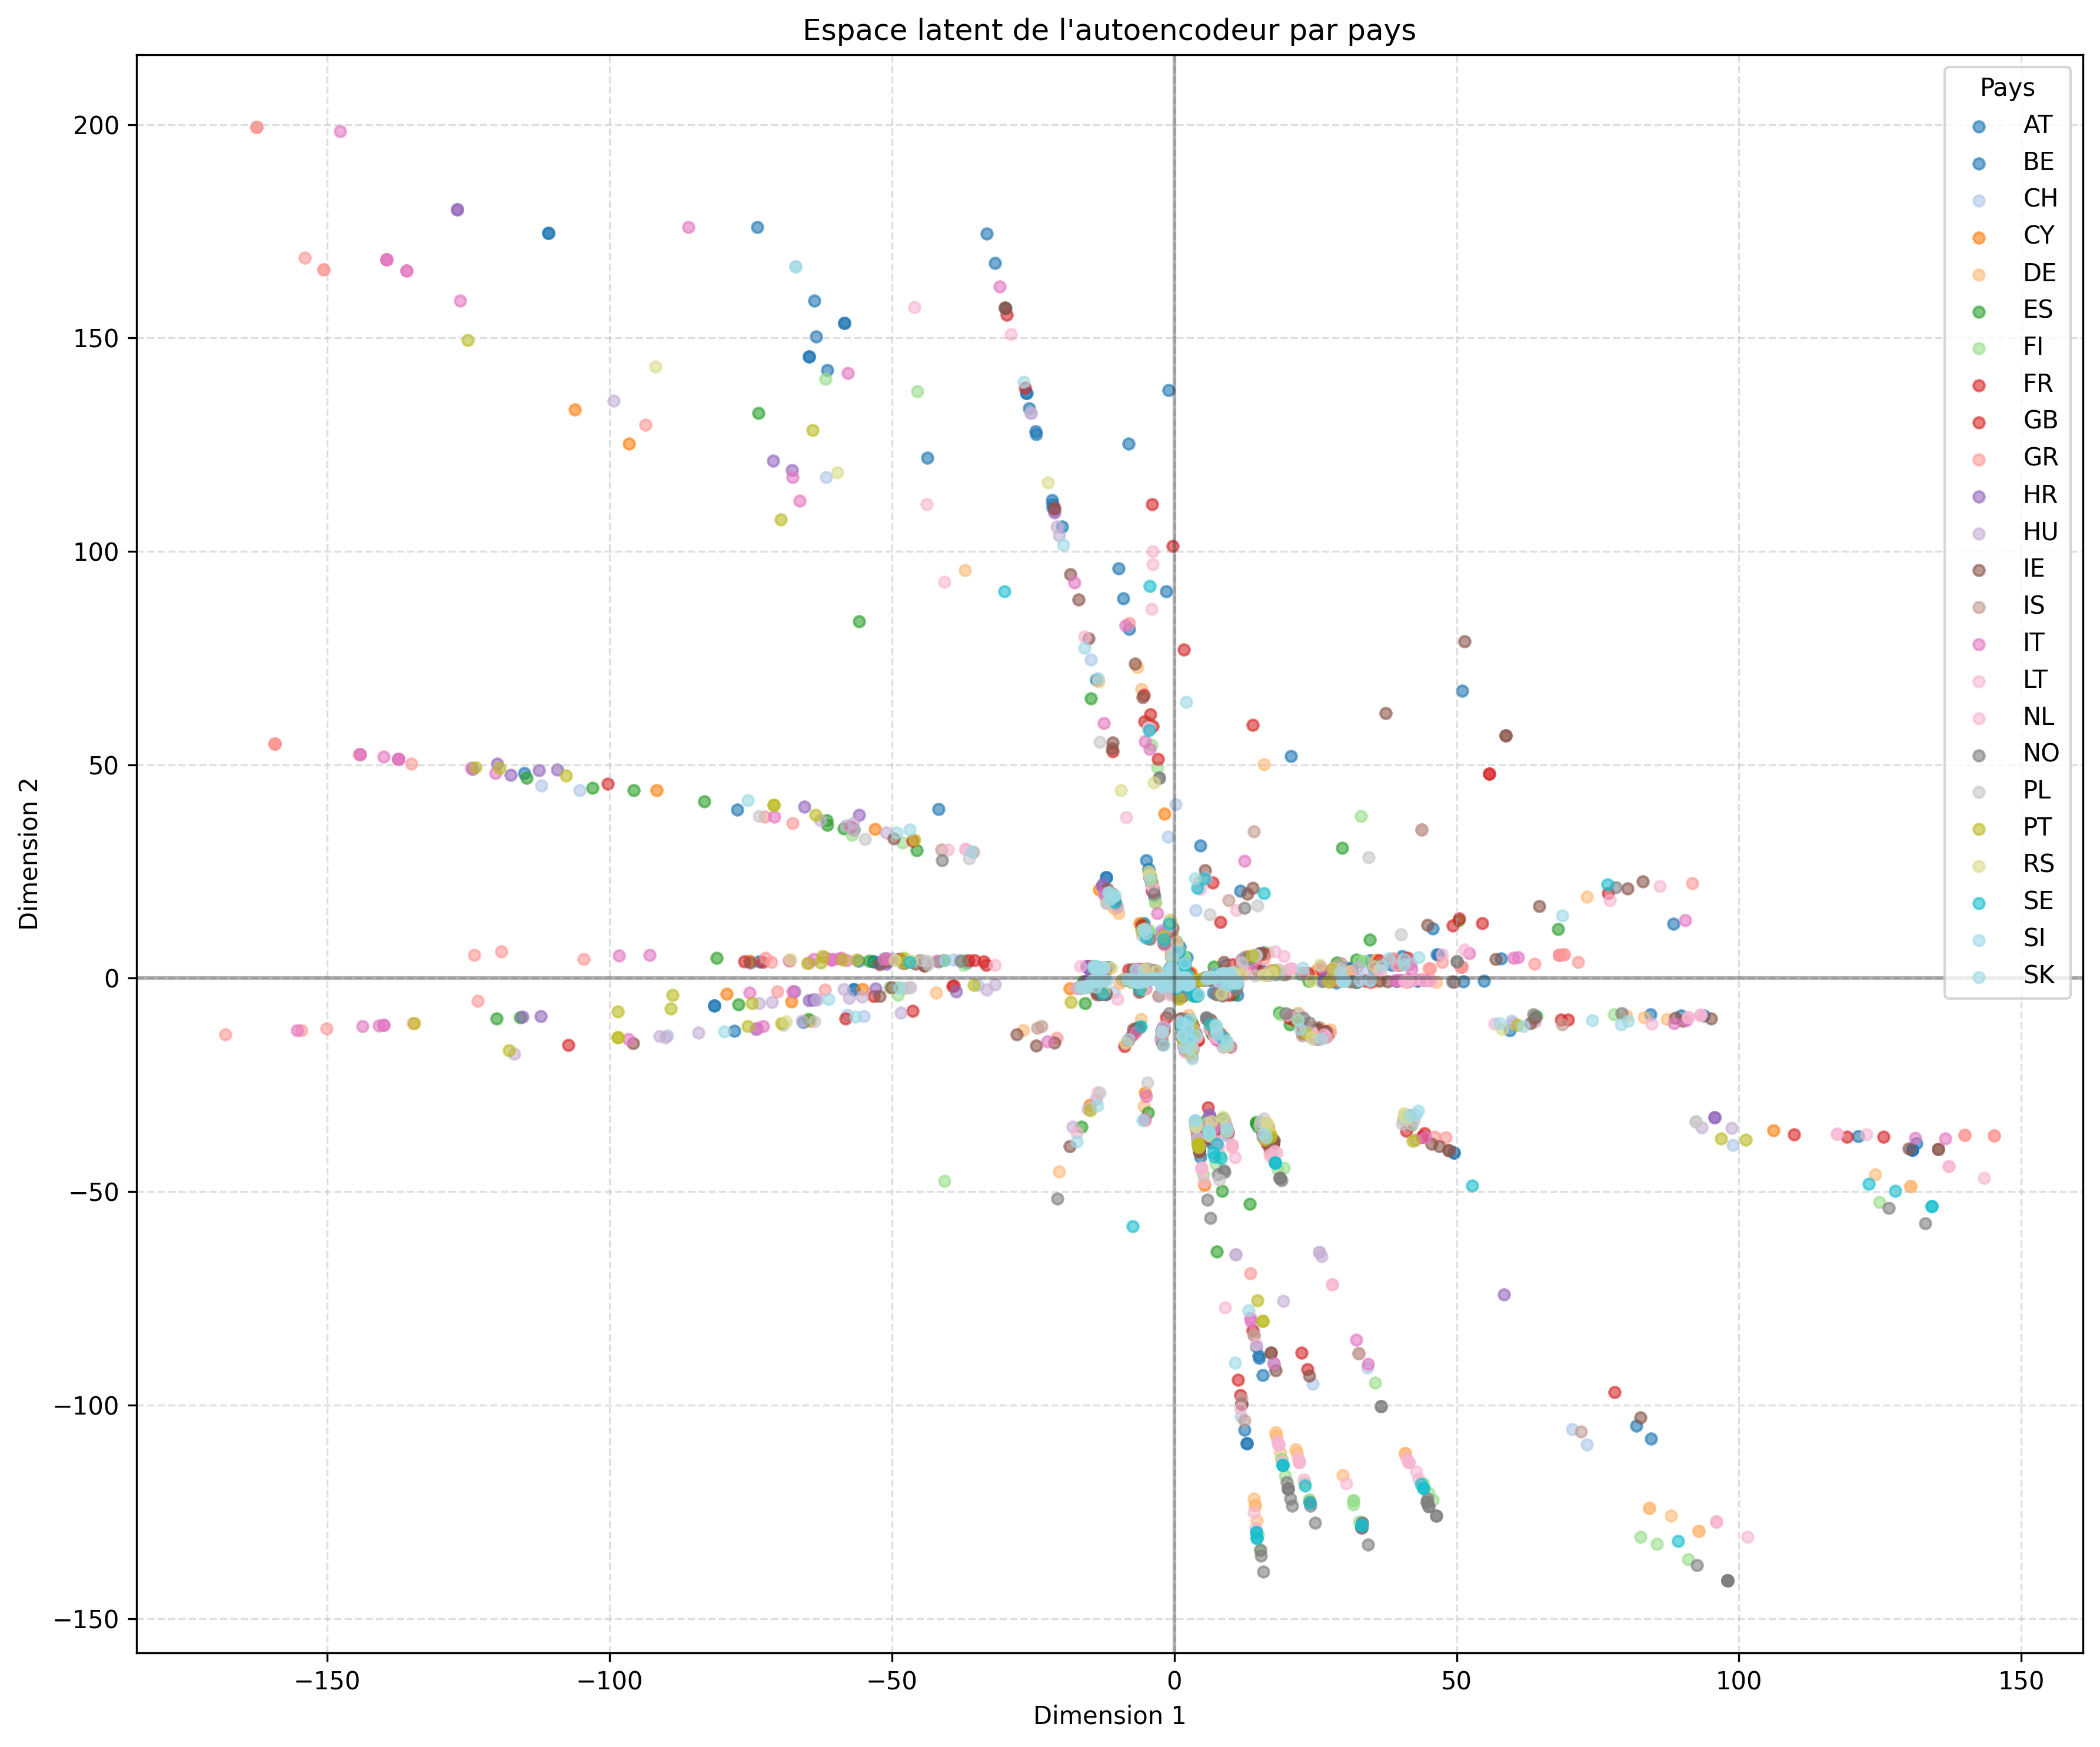 Espace latent de l'autoencodeur par pays
Pays
AT
BE
CH
CY
DE
ES
FI
FR
GB
GR
HR
HU
IE
IS
IT
LT
NL
NO
PL
PT
RS
SE
SI
SK
200
150
100
50
0
−50
−100
−150
Dimension 2
−150
−100
−50
0
50
100
150
Dimension 1